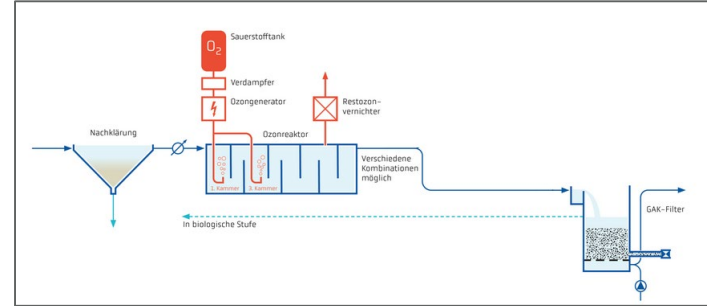 Sauerstofftank
O2
Verdampfer
Ozongenerator
Restozon-
vernichter
Nachklärung
Ozonreaktor
Verschiedene
Kombinationen
möglich
1. Kammer
3. Kammer
GAK-Filter
In biologische Stufe